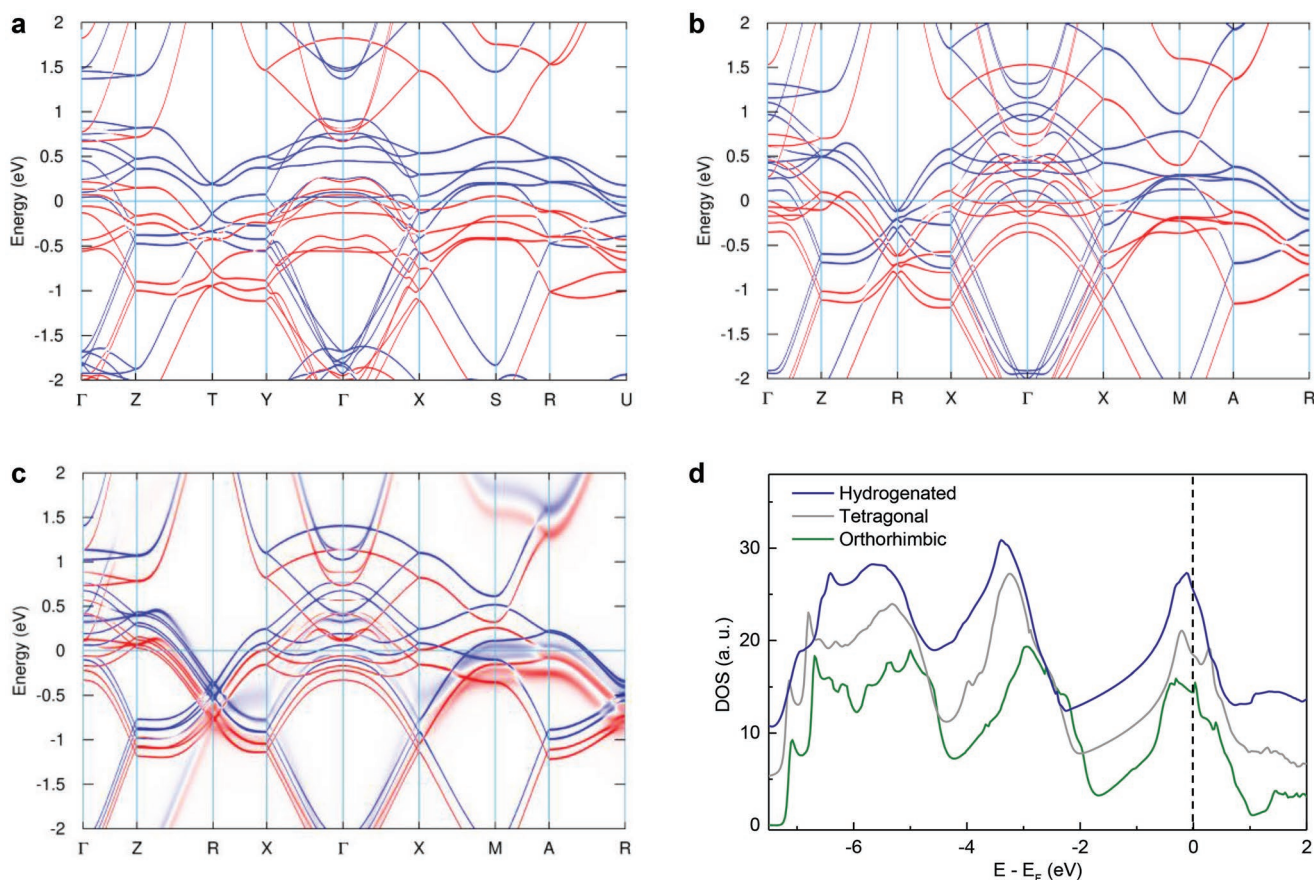 a
2
1.5
1
0.5
0
-0.5
-1
-1.5
-2
Energy (eV)
Γ Z T Y Γ X S R U
b
2
1.5
1
0.5
0
-0.5
-1
-1.5
-2
Energy (eV)
Γ Z R X Γ X M A R
c
2
1.5
1
0.5
0
-0.5
-1
-1.5
-2
Energy (eV)
Γ Z R X Γ X M A R
d
Hydrogenated
Tetragonal
Orthorhimbic
30
20
10
0
DOS (a. u.)
-6 -4 -2 0 2
E - E_F (eV)